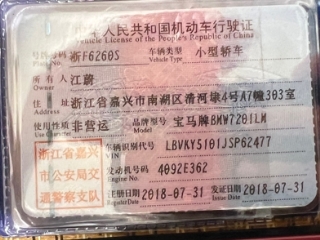 中华人民共和国机动车行驶证
Vehicle License of the People's Republic of China
号牌号码 浙F6260S 车辆类型 小型轿车
Plate No. Vehicle Type
所有人 江蔚
Owner
住址 浙江省嘉兴市南湖区清河绿4号A7幢303室
Address
使用性质 非营运 品牌型号 宝马牌BMW7201LM
Use Character Model
浙江省嘉兴
市公安局交
通警察支队
车辆识别代号 LBVKY5101JSP62477
VIN
发动机号码 4092E362
Engine No.
注册日期 2018-07-31 发证日期 2018-07-31
Register Date Issue Date